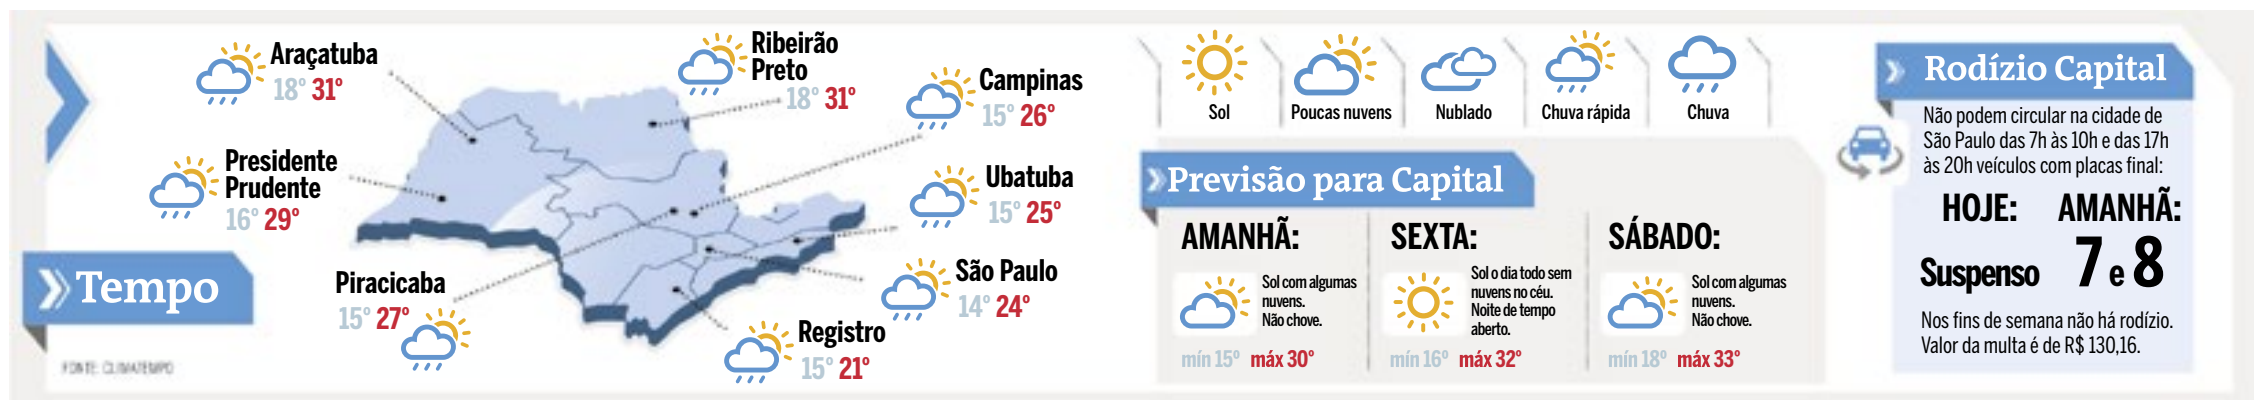 Tempo
FONTE: CLIMATEMPO
Araçatuba
18° 31°
Presidente
Prudente
16° 29°
Piracicaba
15° 27°
Ribeirão
Preto
18° 31°
Campinas
15° 26°
Ubatuba
15° 25°
São Paulo
14° 24°
Registro
15° 21°
Sol
Poucas nuvens
Nublado
Chuva rápida
Chuva
Previsão para Capital
AMANHÃ:
Sol com algumas
nuvens.
Não chove.
mín 15° máx 30°
SEXTA:
Sol o dia todo sem
nuvens no céu.
Noite de tempo
aberto.
mín 16° máx 32°
SÁBADO:
Sol com algumas
nuvens.
Não chove.
mín 18° máx 33°
Rodízio Capital
Não podem circular na cidade de
São Paulo das 7h às 10h e das 17h
às 20h veículos com placas final:
HOJE:
Suspenso
AMANHÃ:
7 e 8
Nos fins de semana não há rodízio.
Valor da multa é de R$ 130,16.